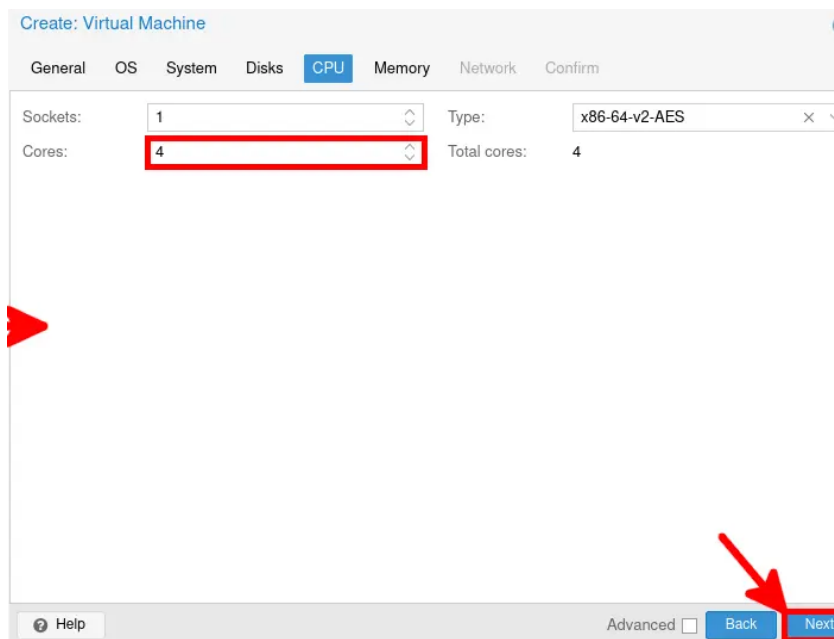 Create: Virtual Machine
General OS System Disks CPU Memory Network Confirm
Sockets: 1 Type: x86-64-v2-AES
Cores: 4 Total cores: 4
Help Advanced Back Next